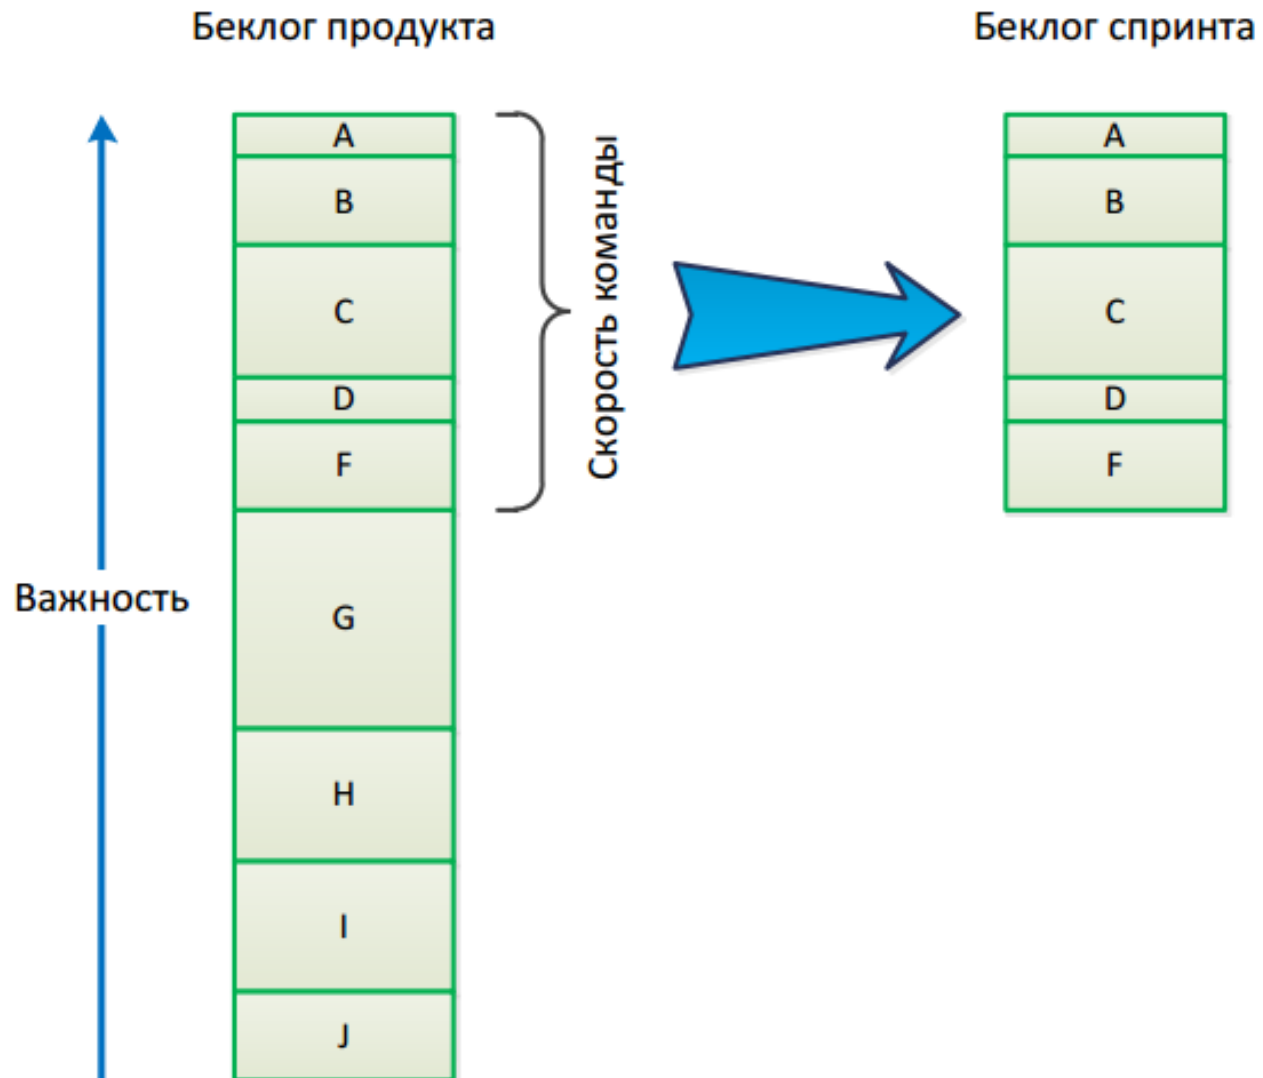 Беклог продукта
Беклог спринта
A
B
C
D
F
G
H
I
J
Скорость команды
Важность
A
B
C
D
F